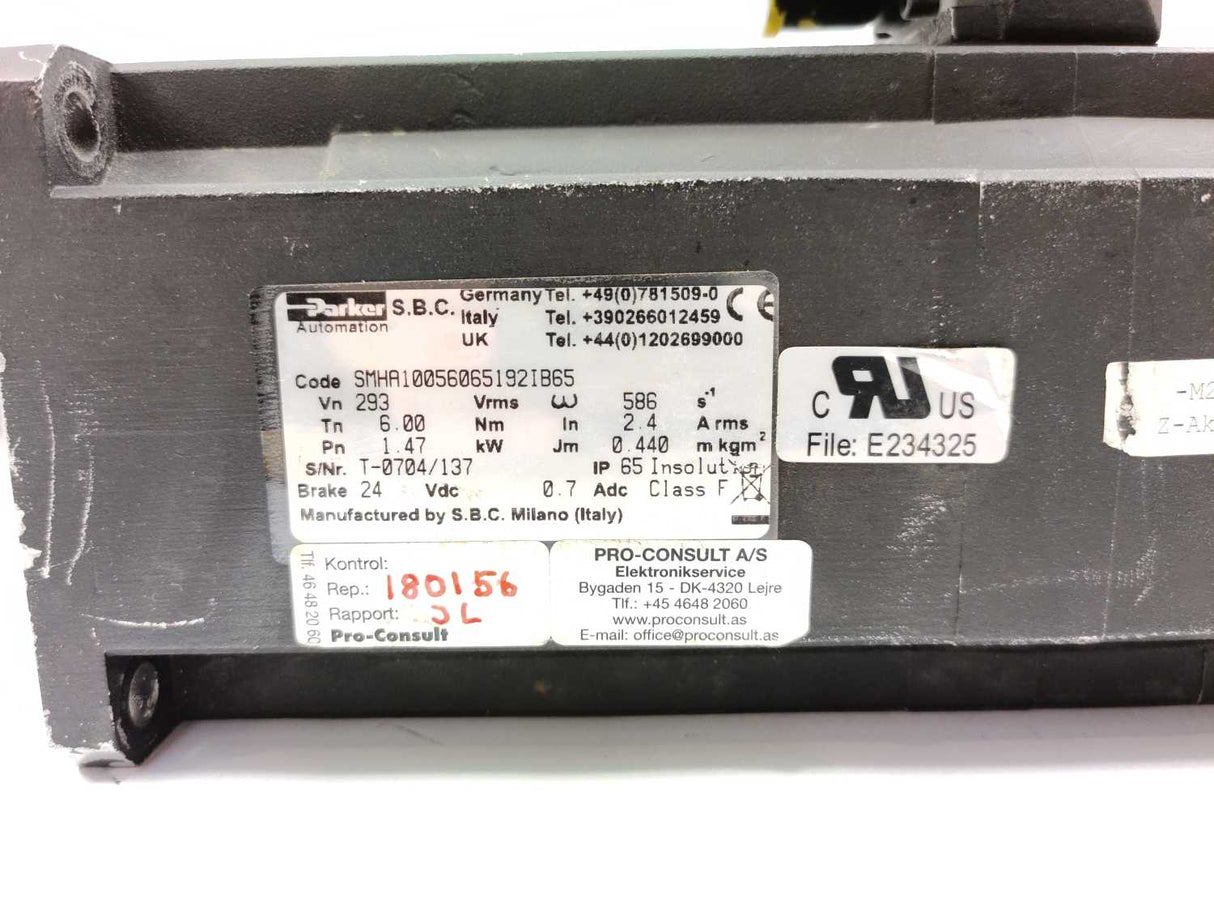 Parker S.B.C. Germany Tel. +49(0)781509-0 CE
Automation Italy Tel. +390266012459
UK Tel. +44(0)1202699000
Code SMHA10056065192IB65
Vn 293 Vrms ω 586 s⁻¹
Tn 6.00 Nm In 2.4 Arms
Pn 1.47 kW Jm 0.440 mkgm²
S/Nr. T-0704/137 IP 65 Insolution
Brake 24 Vdc 0.7 Adc Class F
Manufactured by S.B.C. Milano (Italy)
C RU US
File: E234325
-M2
Z-Ak
Tlf. 46 48 20 60
Kontrol:
Rep.: 180156
Rapport: JL
Pro-Consult
PRO-CONSULT A/S
Elektronikservice
Bygaden 15 - DK-4320 Lejre
Tlf.: +45 4648 2060
www.proconsult.as
E-mail: office@proconsult.as